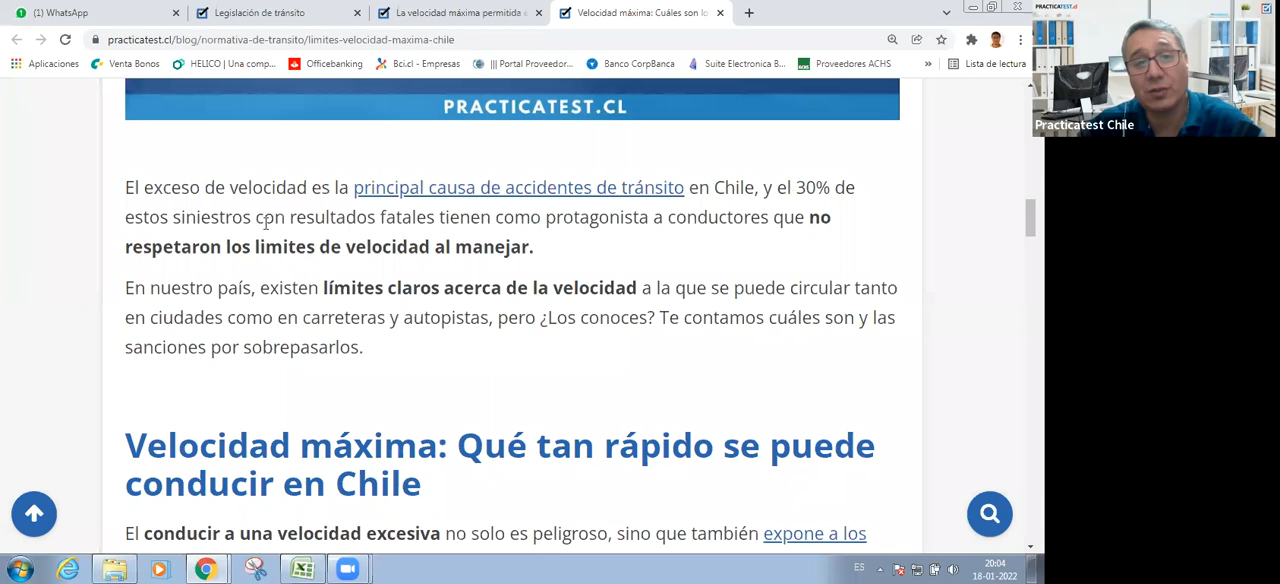 (1) WhatsApp
Legislación de tránsito
La velocidad máxima permitida e
Velocidad máxima: Cuáles son lo
practicatest.cl/blog/normativa-de-transito/limites-velocidad-maxima-chile
Aplicaciones
Venta Bonos
HELICO | Una comp...
Officebanking
Bci.cl - Empresas
||| Portal Proveedor...
Banco CorpBanca
Suite Electronica B...
Proveedores ACHS
»
Lista de lectura
PRACTICATEST.cl
Practicatest Chile
PRACTICATEST.CL
El exceso de velocidad es la principal causa de accidentes de tránsito en Chile, y el 30% de
estos siniestros con resultados fatales tienen como protagonista a conductores que no
respetaron los limites de velocidad al manejar.
En nuestro país, existen límites claros acerca de la velocidad a la que se puede circular tanto
en ciudades como en carreteras y autopistas, pero ¿Los conoces? Te contamos cuáles son y las
sanciones por sobrepasarlos.
Velocidad máxima: Qué tan rápido se puede
conducir en Chile
El conducir a una velocidad excesiva no solo es peligroso, sino que también expone a los
ES
20:04
18-01-2022